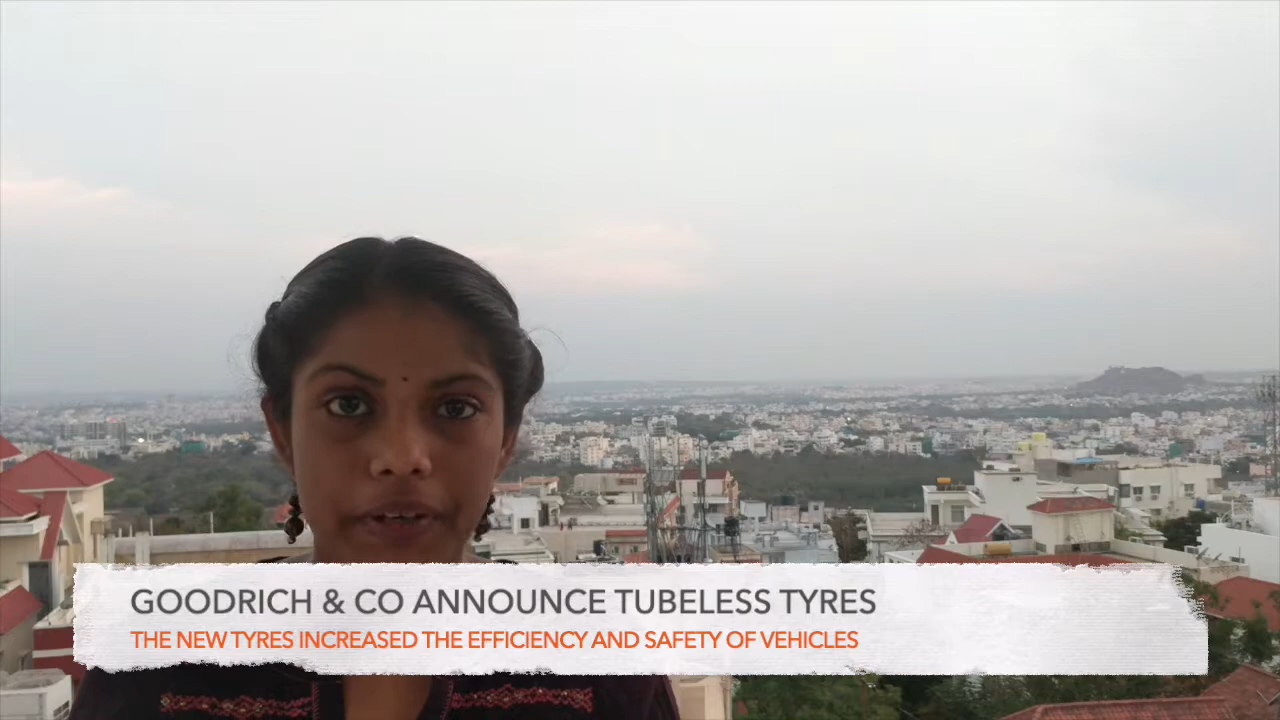 GOODRICH & CO ANNOUNCE TUBELESS TYRES
THE NEW TYRES INCREASED THE EFFICIENCY AND SAFETY OF VEHICLES